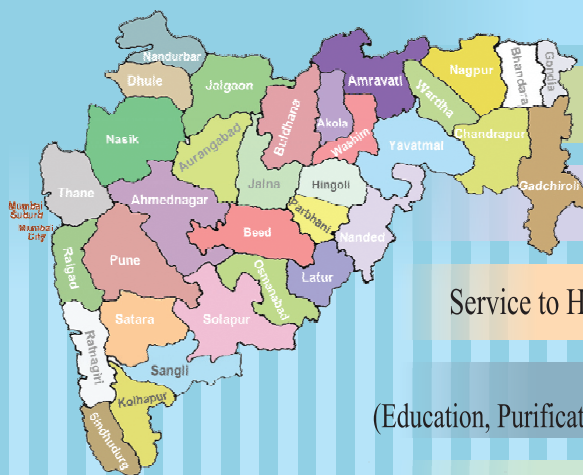 Nandurbar
Dhule
Jalgaon
Amravati
Nagpur
Bhandara
Gondia
Wardha
Buldhana
Akola
Washim
Nasik
Aurangabad
Yavatmal
Chandrapur
Gadchiroli
Jalna
Hingoli
Thane
Ahmednagar
Parbhani
Mumbai
Suburb
Mumbai
City
Beed
Nanded
Raigad
Pune
Osmanabad
Latur
Satara
Solapur
Ratnagiri
Sangli
Kolhapur
Sindhudurg
Service to H
(Education, Purificat